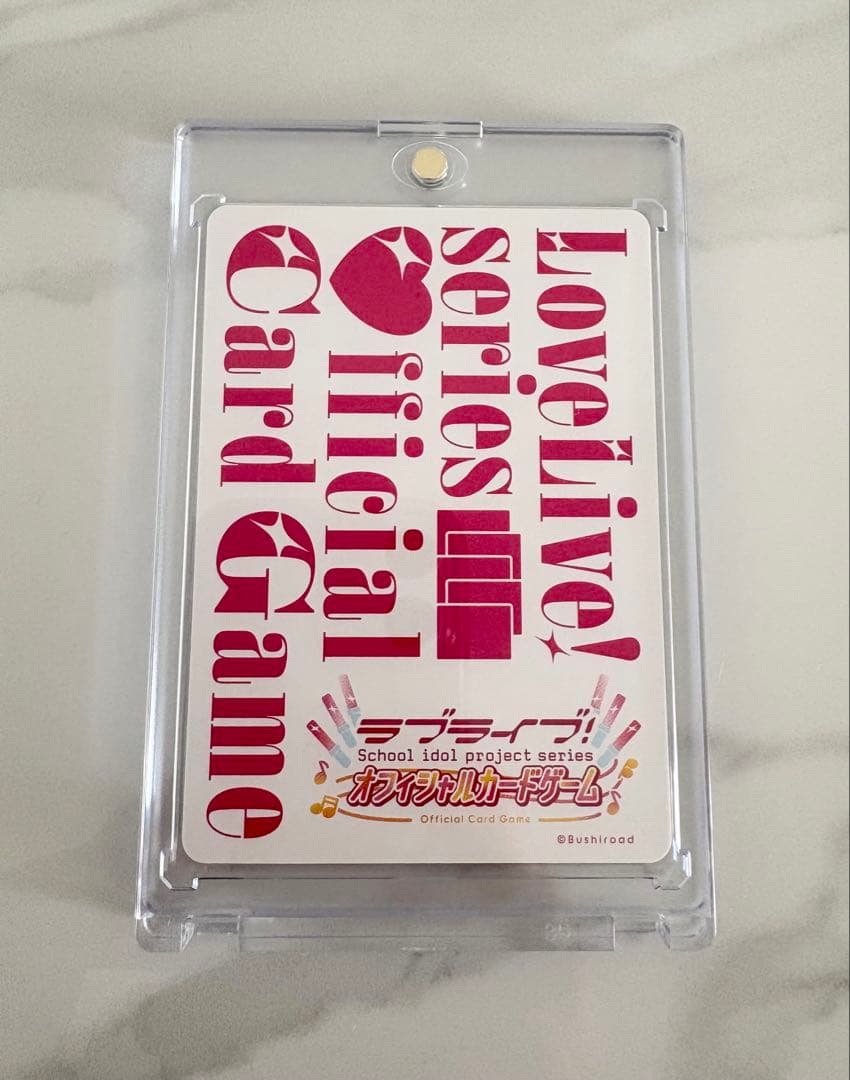 LoveLive!
series
Official
Card Game
ラブライブ!
School idol project series
オフィシャルカードゲーム
Official Card Game
©Bushiroad